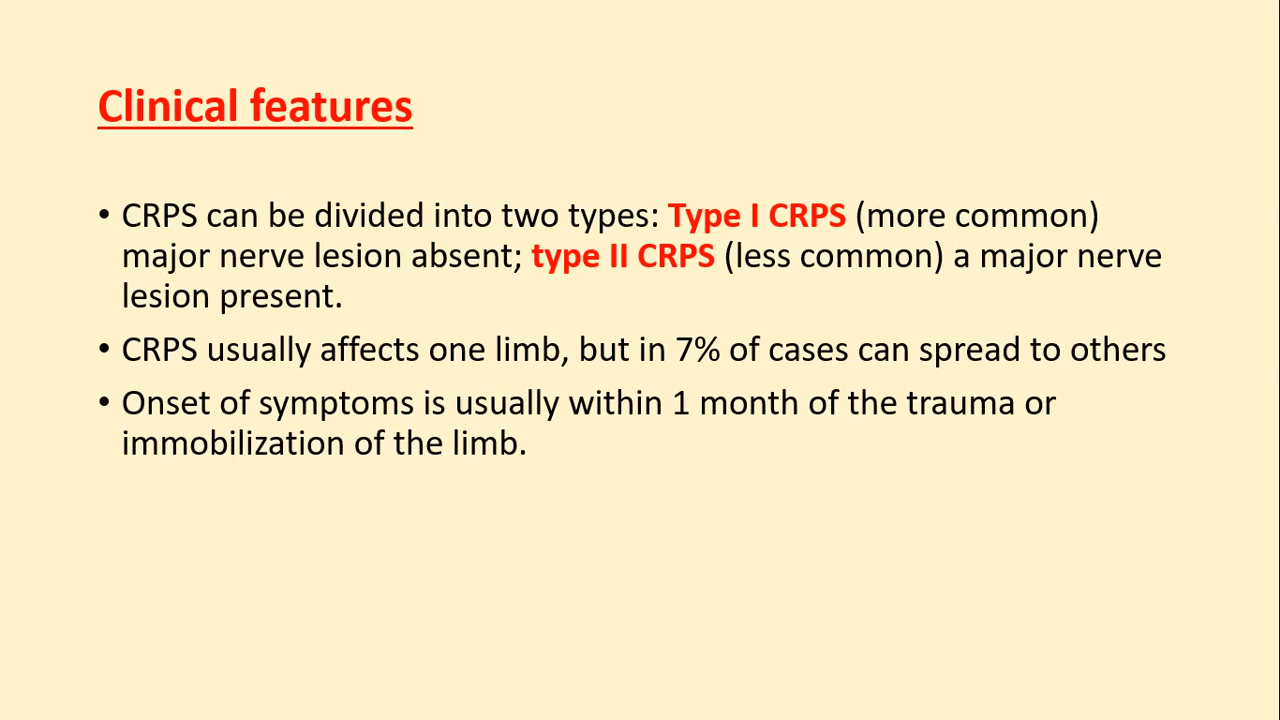 Clinical features
• CRPS can be divided into two types: Type I CRPS (more common)
major nerve lesion absent; type II CRPS (less common) a major nerve
lesion present.
• CRPS usually affects one limb, but in 7% of cases can spread to others
• Onset of symptoms is usually within 1 month of the trauma or
immobilization of the limb.